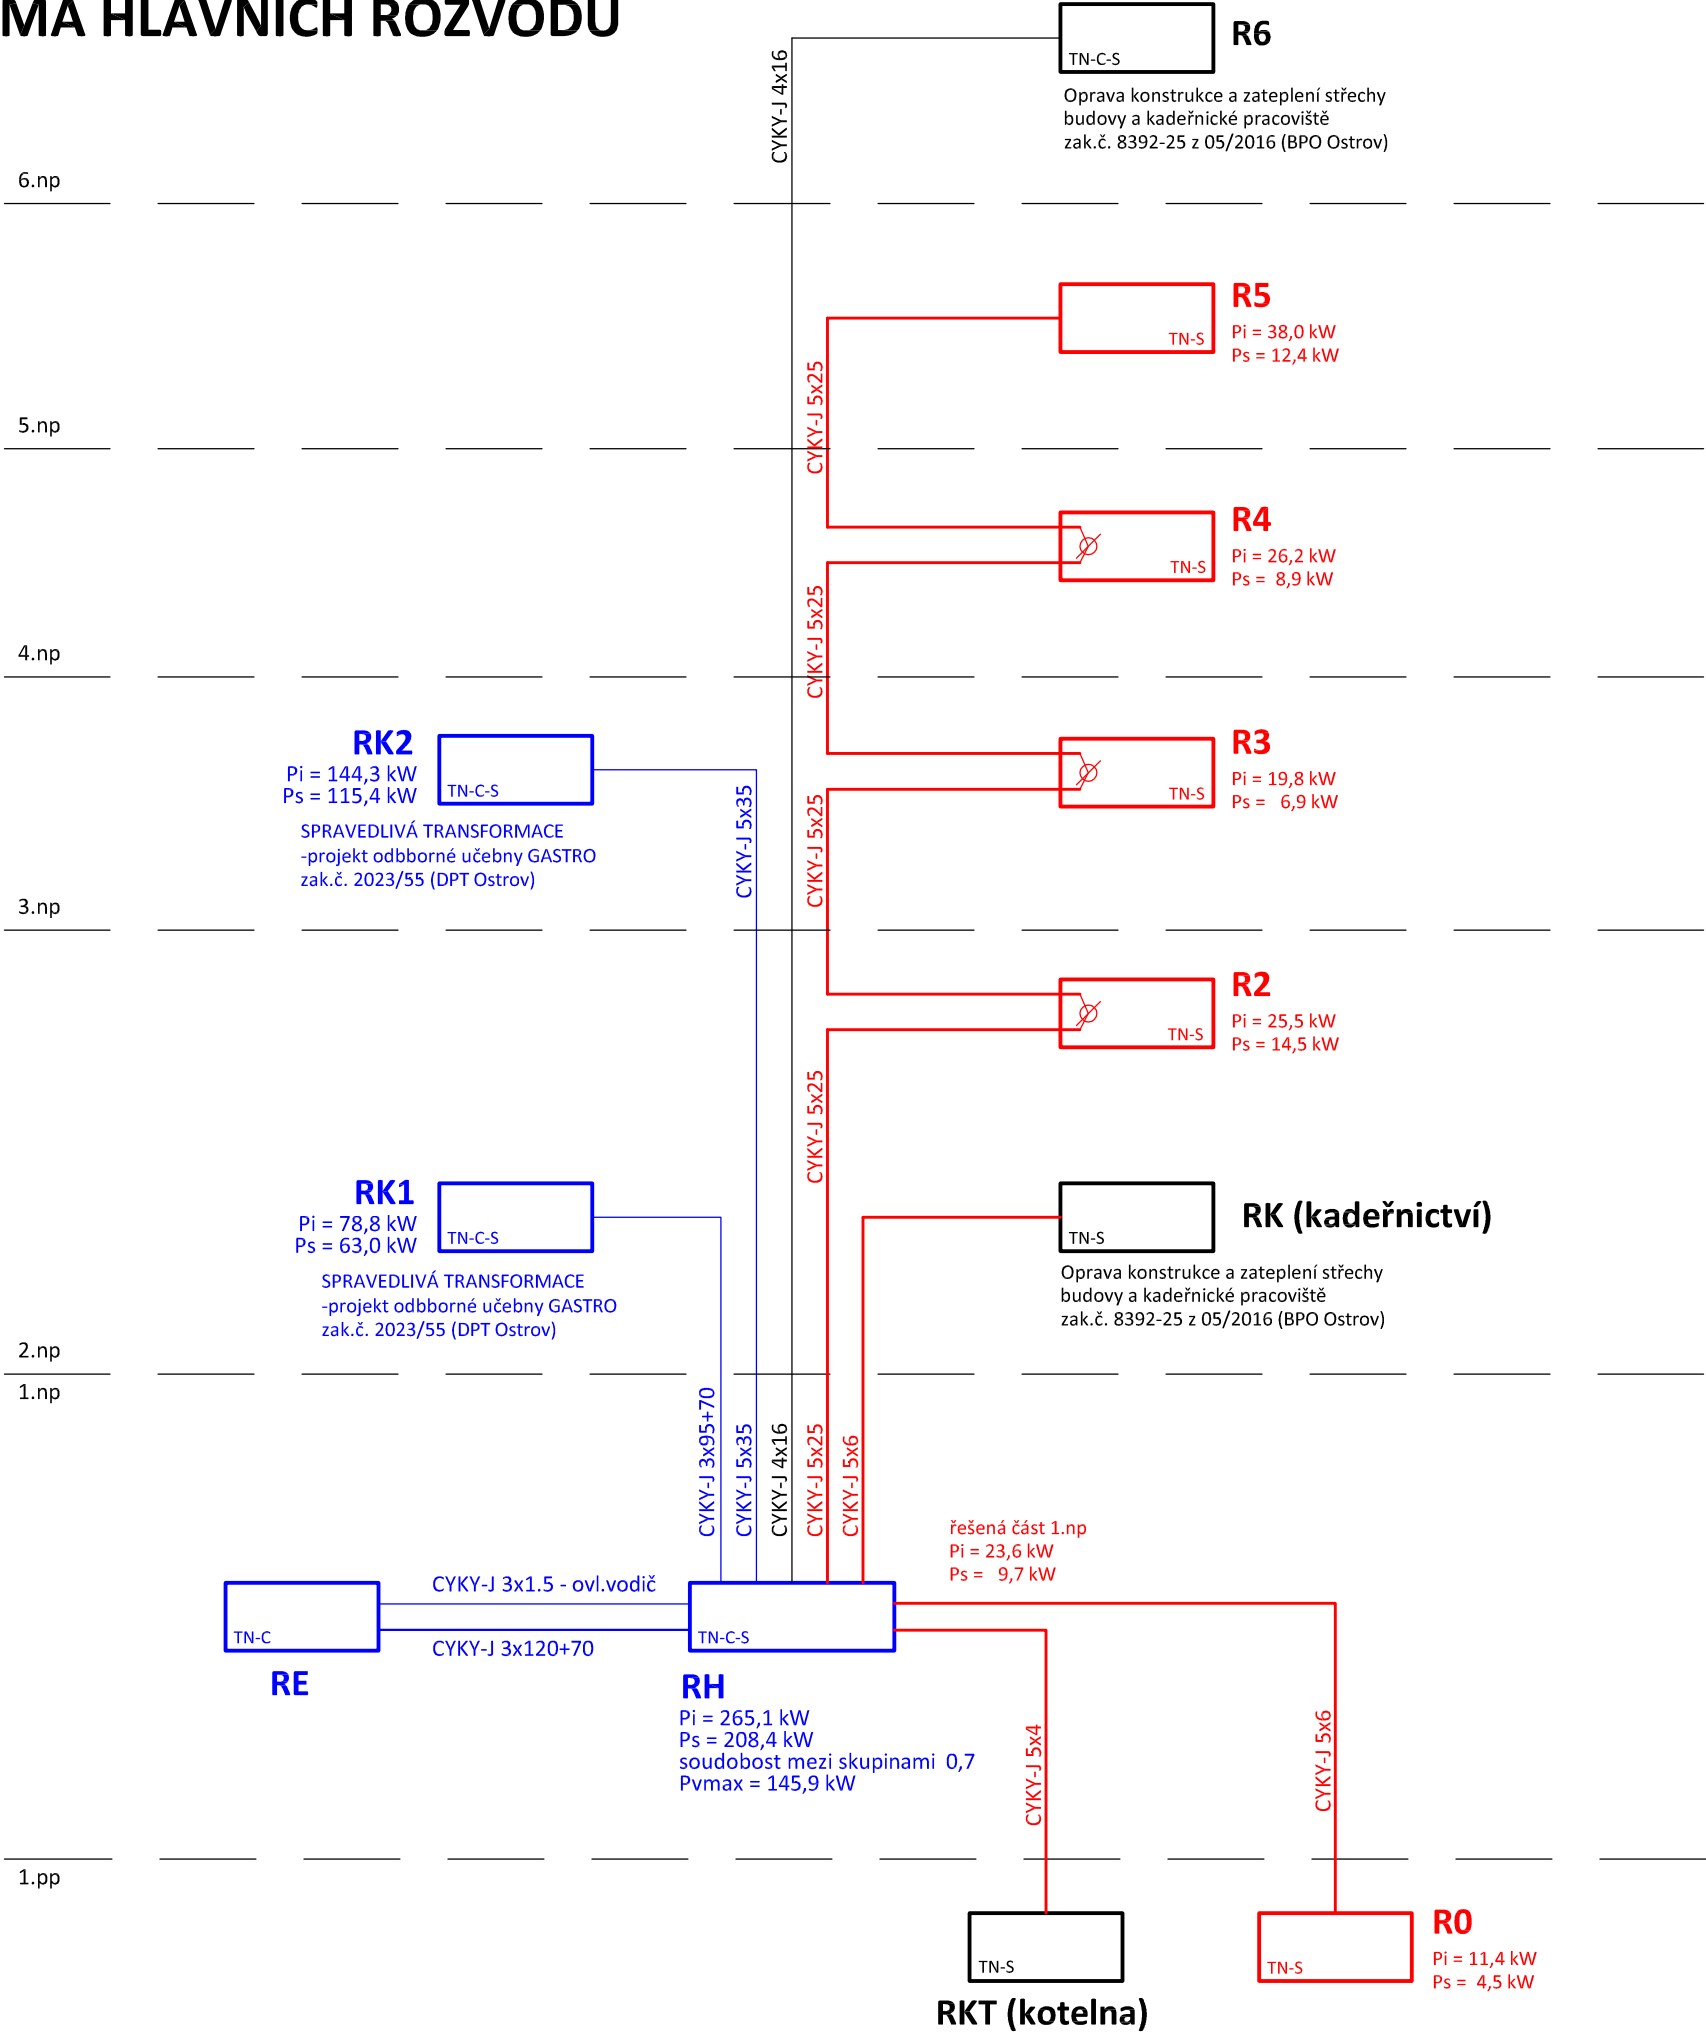 MA HLAVNÍCH ROZVODŮ
R6
TN-C-S
CYKY-J 4x16
Oprava konstrukce a zateplení střechy
budovy a kadeřnické pracoviště
zak.č. 8392-25 z 05/2016 (BPO Ostrov)
6.np
R5
Pi = 38,0 kW
Ps = 12,4 kW
TN-S
CYKY-J 5x25
5.np
R4
Pi = 26,2 kW
Ps = 8,9 kW
TN-S
CYKY-J 5x25
4.np
RK2
Pi = 144,3 kW
Ps = 115,4 kW
TN-C-S
SPRAVEDLIVÁ TRANSFORMACE
-projekt odbborné učebny GASTRO
zak.č. 2023/55 (DPT Ostrov)
CYKY-J 5x35
CYKY-J 5x25
R3
Pi = 19,8 kW
Ps = 6,9 kW
TN-S
3.np
R2
Pi = 25,5 kW
Ps = 14,5 kW
TN-S
CYKY-J 5x25
RK1
Pi = 78,8 kW
Ps = 63,0 kW
TN-C-S
SPRAVEDLIVÁ TRANSFORMACE
-projekt odbborné učebny GASTRO
zak.č. 2023/55 (DPT Ostrov)
RK (kadeřnictví)
TN-S
Oprava konstrukce a zateplení střechy
budovy a kadeřnické pracoviště
zak.č. 8392-25 z 05/2016 (BPO Ostrov)
2.np
1.np
CYKY-J 3x95+70
CYKY-J 5x35
CYKY-J 4x16
CYKY-J 5x25
CYKY-J 5x6
řešená část 1.np
Pi = 23,6 kW
Ps = 9,7 kW
CYKY-J 3x1.5 - ovl.vodič
TN-C
CYKY-J 3x120+70
TN-C-S
RE
RH
Pi = 265,1 kW
Ps = 208,4 kW
soudobost mezi skupinami 0,7
Pvmax = 145,9 kW
CYKY-J 5x4
CYKY-J 5x6
1.pp
TN-S
RKT (kotelna)
TN-S
R0
Pi = 11,4 kW
Ps = 4,5 kW